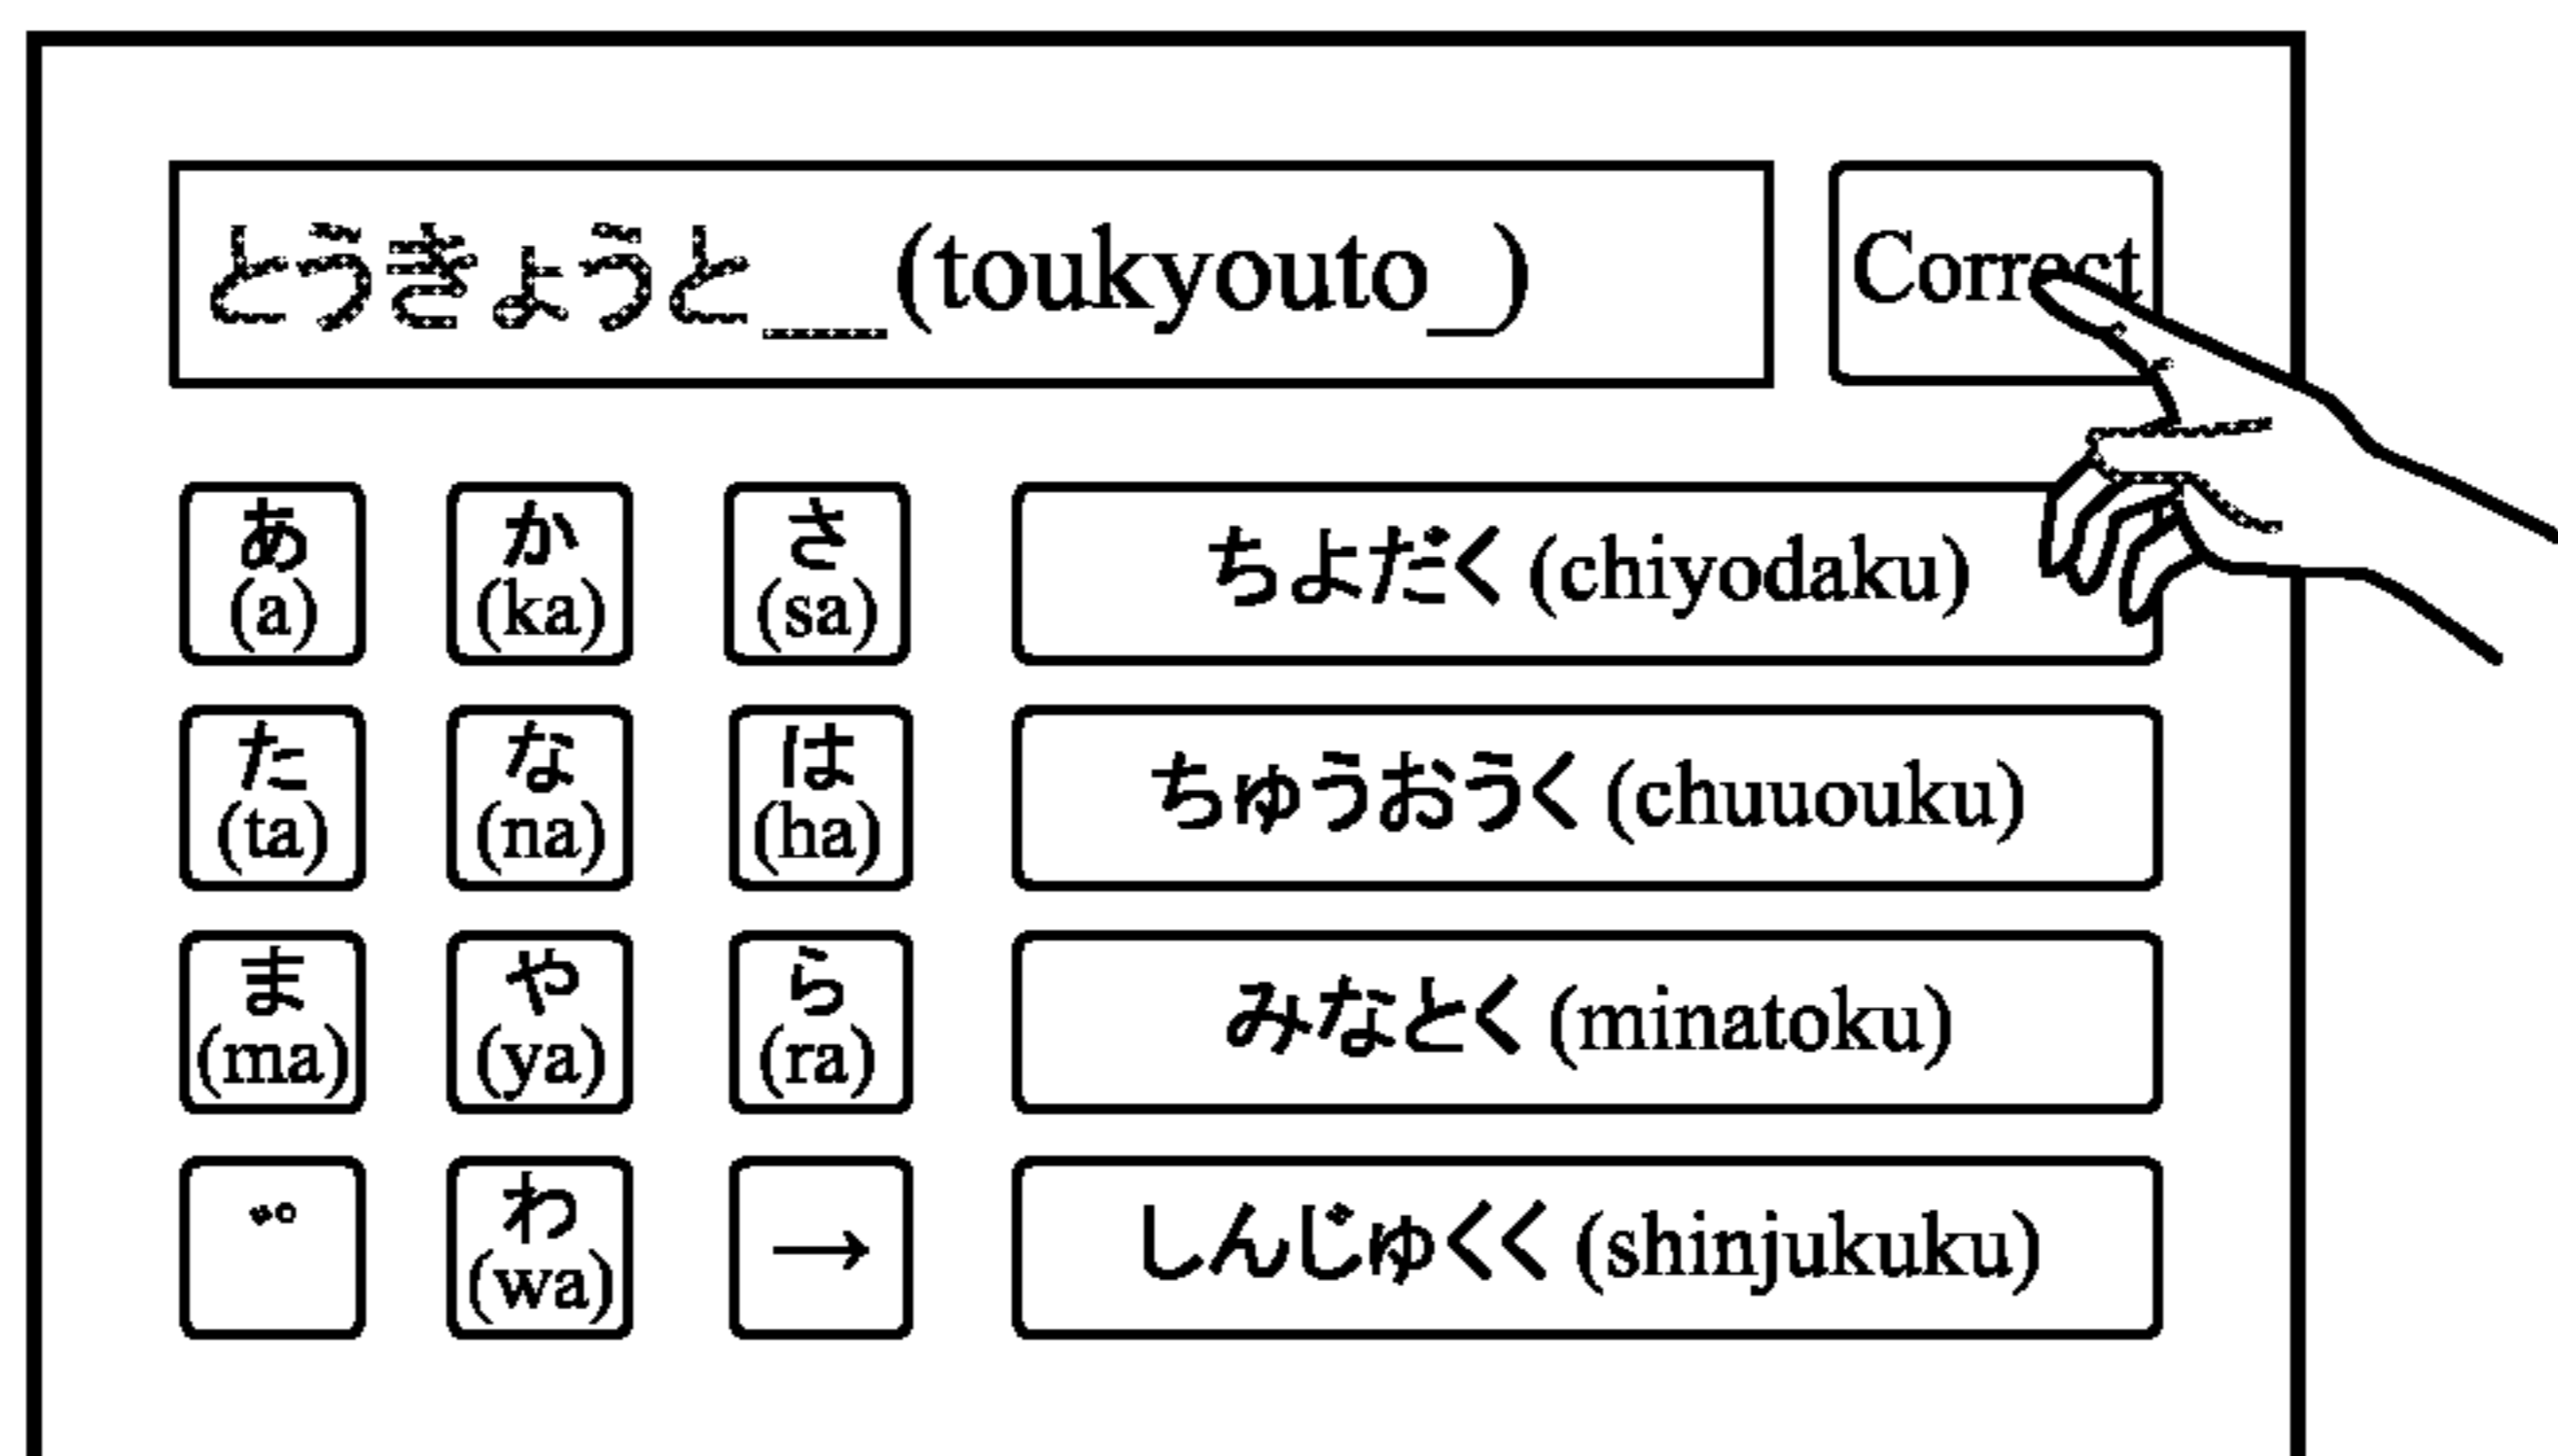 とうきょうと__(toukyouto_)
Correct
あ か さ ちよだく (chiyodaku)
(a) (ka) (sa)
た な は ちゅうおうく (chuuouku)
(ta) (na) (ha)
ま や ら みなとく (minatoku)
(ma) (ya) (ra)
゛゜ わ → しんじゅくく (shinjukuku)
(wa)